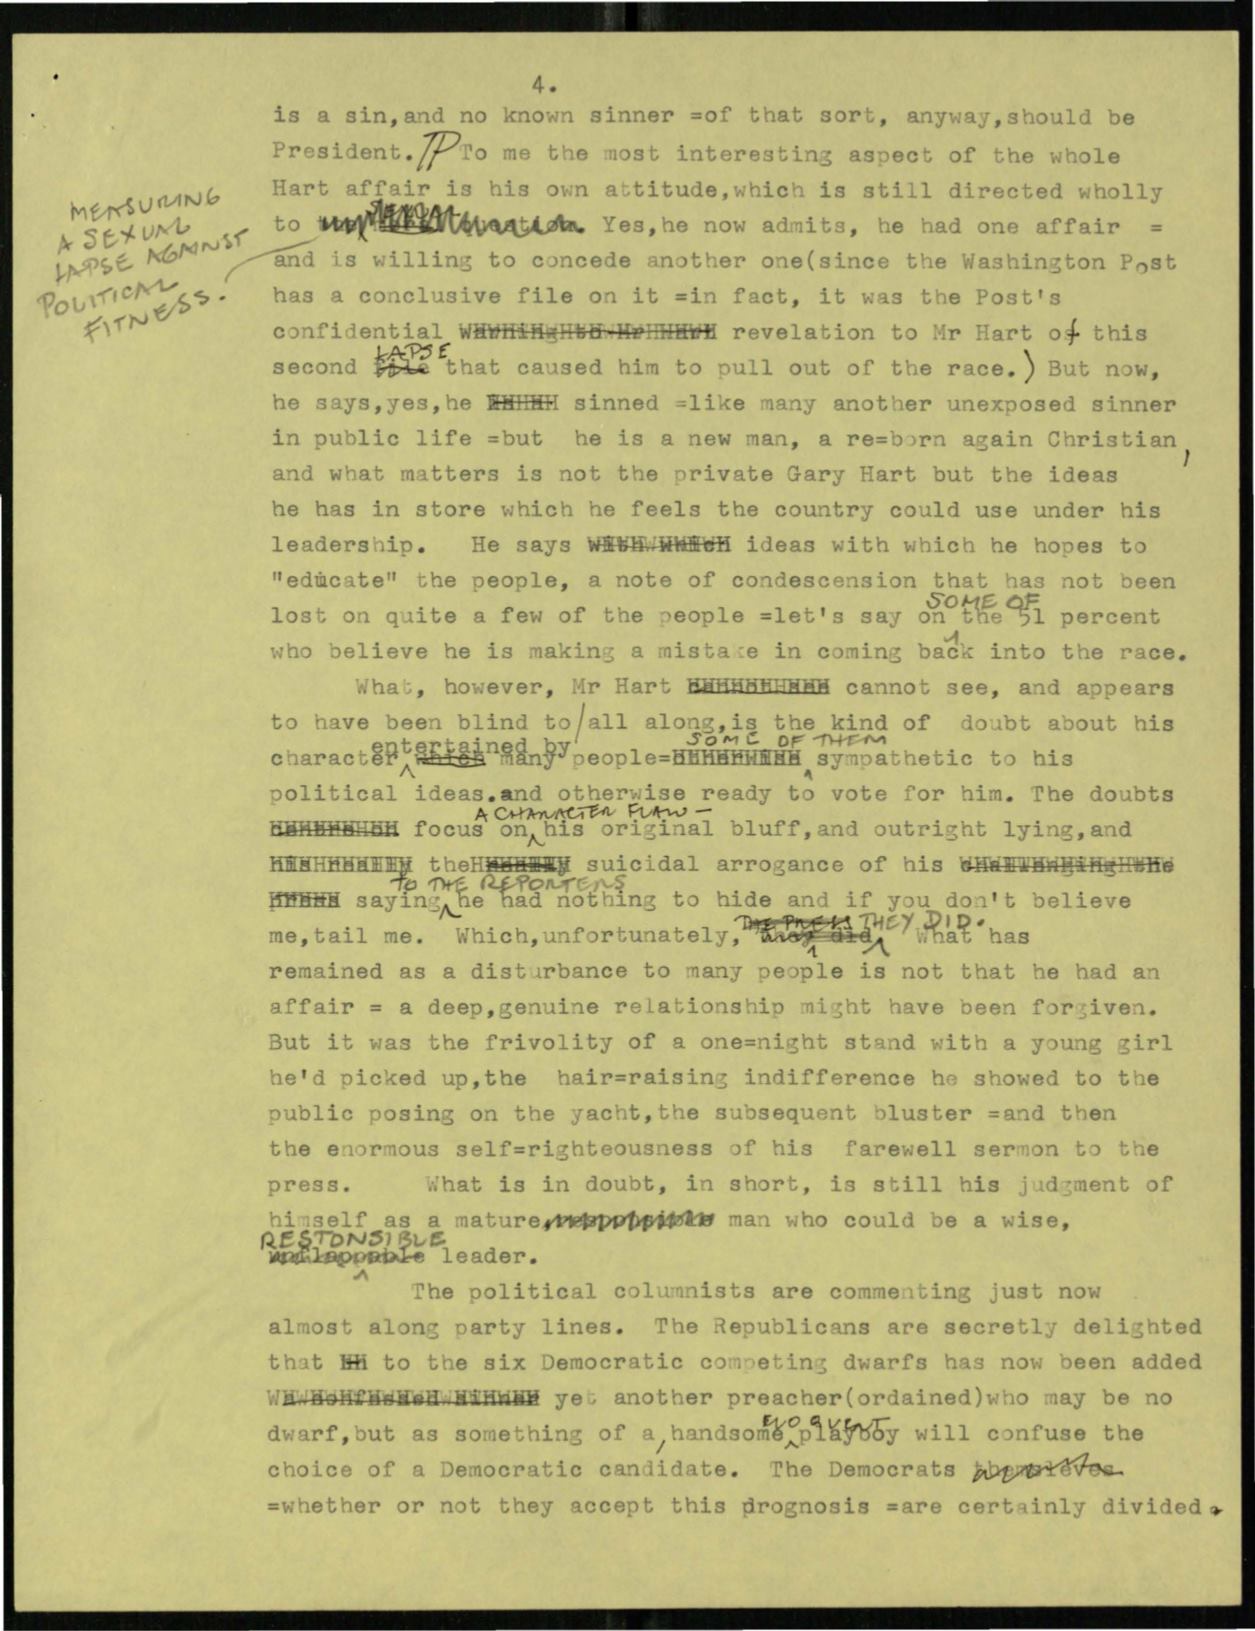 4.
is a sin,and no known sinner =of that sort, anyway,should be
President. To me the most interesting aspect of the whole
Hart affair is his own attitude,which is still directed wholly
MEASURING
A SEXUAL
LAPSE AGAINST
POLITICAL
FITNESS.
to Yes,he now admits, he had one affair =
and is willing to concede another one(since the Washington Post
has a conclusive file on it =in fact, it was the Post's
confidential revelation to Mr Hart of this
LAPSE
second file that caused him to pull out of the race.) But now,
he says,yes,he sinned =like many another unexposed sinner
in public life =but he is a new man, a re=born again Christian,
and what matters is not the private Gary Hart but the ideas
he has in store which he feels the country could use under his
leadership. He says with which ideas with which he hopes to
"educate" the people, a note of condescension that has not been
SOME OF
lost on quite a few of the people =let's say on the 51 percent
who believe he is making a mistake in coming back into the race.
What, however, Mr Hart cannot see, and appears
to have been blind to/all along,is the kind of doubt about his
entertained by SOME OF THEM
character which many people=otherwise sympathetic to his
political ideas.and otherwise ready to vote for him. The doubts
A CHARACTER FLAW —
focus on his original bluff,and outright lying,and
his really the suicidal arrogance of his challenging the
TO THE REPORTERS
press saying he had nothing to hide and if you don't believe
THE PRESS THEY DID.
me,tail me. Which,unfortunately, they did What has
remained as a disturbance to many people is not that he had an
affair = a deep,genuine relationship might have been forgiven.
But it was the frivolity of a one=night stand with a young girl
he'd picked up,the hair=raising indifference he showed to the
public posing on the yacht,the subsequent bluster =and then
the enormous self=righteousness of his farewell sermon to the
press. What is in doubt, in short, is still his judgment of
himself as a mature, responsible man who could be a wise,
RESTONSIBLE
unflappable leader.
The political columnists are commenting just now
almost along party lines. The Republicans are secretly delighted
that to the six Democratic competing dwarfs has now been added
yet another preacher(ordained)who may be no
ELOQUENT
dwarf,but as something of a,handsome playboy will confuse the
choice of a Democratic candidate. The Democrats themselves
=whether or not they accept this prognosis =are certainly divided.